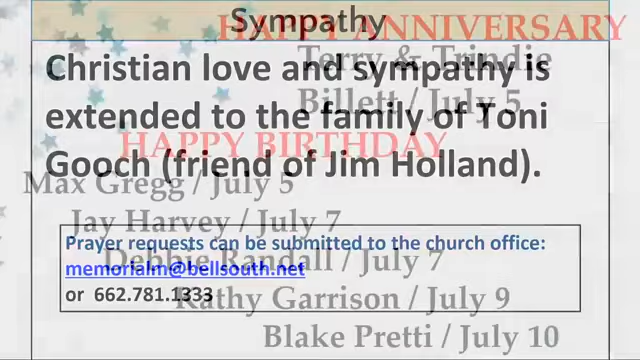 Sympathy
HAPPY ANNIVERSARY
Terry & Trindie
Billett / July 5
Christian love and sympathy is
extended to the family of Toni
Gooch (friend of Jim Holland).
HAPPY BIRTHDAY
Max Gregg / July 5
Jay Harvey / July 7
Debbie Randall / July 7
Kathy Garrison / July 9
Blake Pretti / July 10
Prayer requests can be submitted to the church office:
memorialm@bellsouth.net
or 662.781.1333